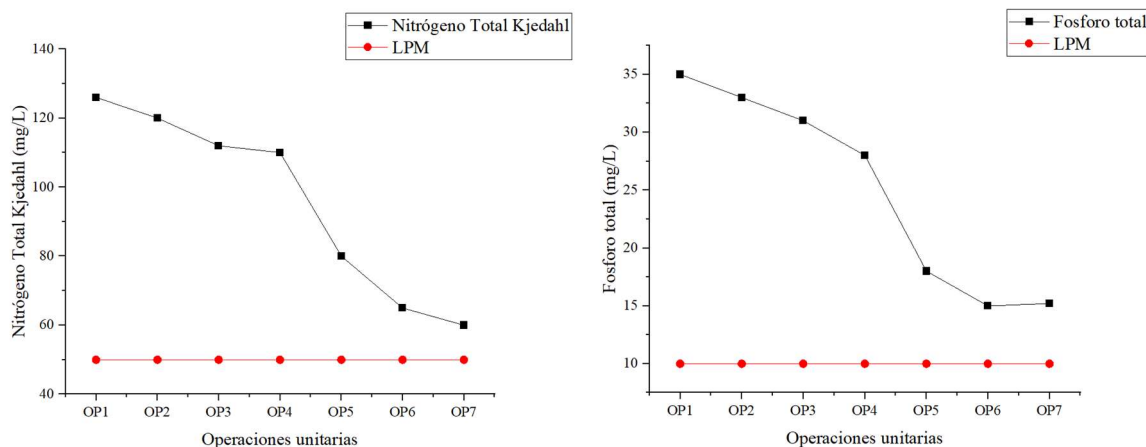 Nitrógeno Total Kjedahl
LPM
140
120
100
80
60
40
Nitrógeno Total Kjedahl (mg/L)
OP1 OP2 OP3 OP4 OP5 OP6 OP7
Operaciones unitarias
Fosforo total
LPM
35
30
25
20
15
10
Fosforo total (mg/L)
OP1 OP2 OP3 OP4 OP5 OP6 OP7
Operaciones unitarias